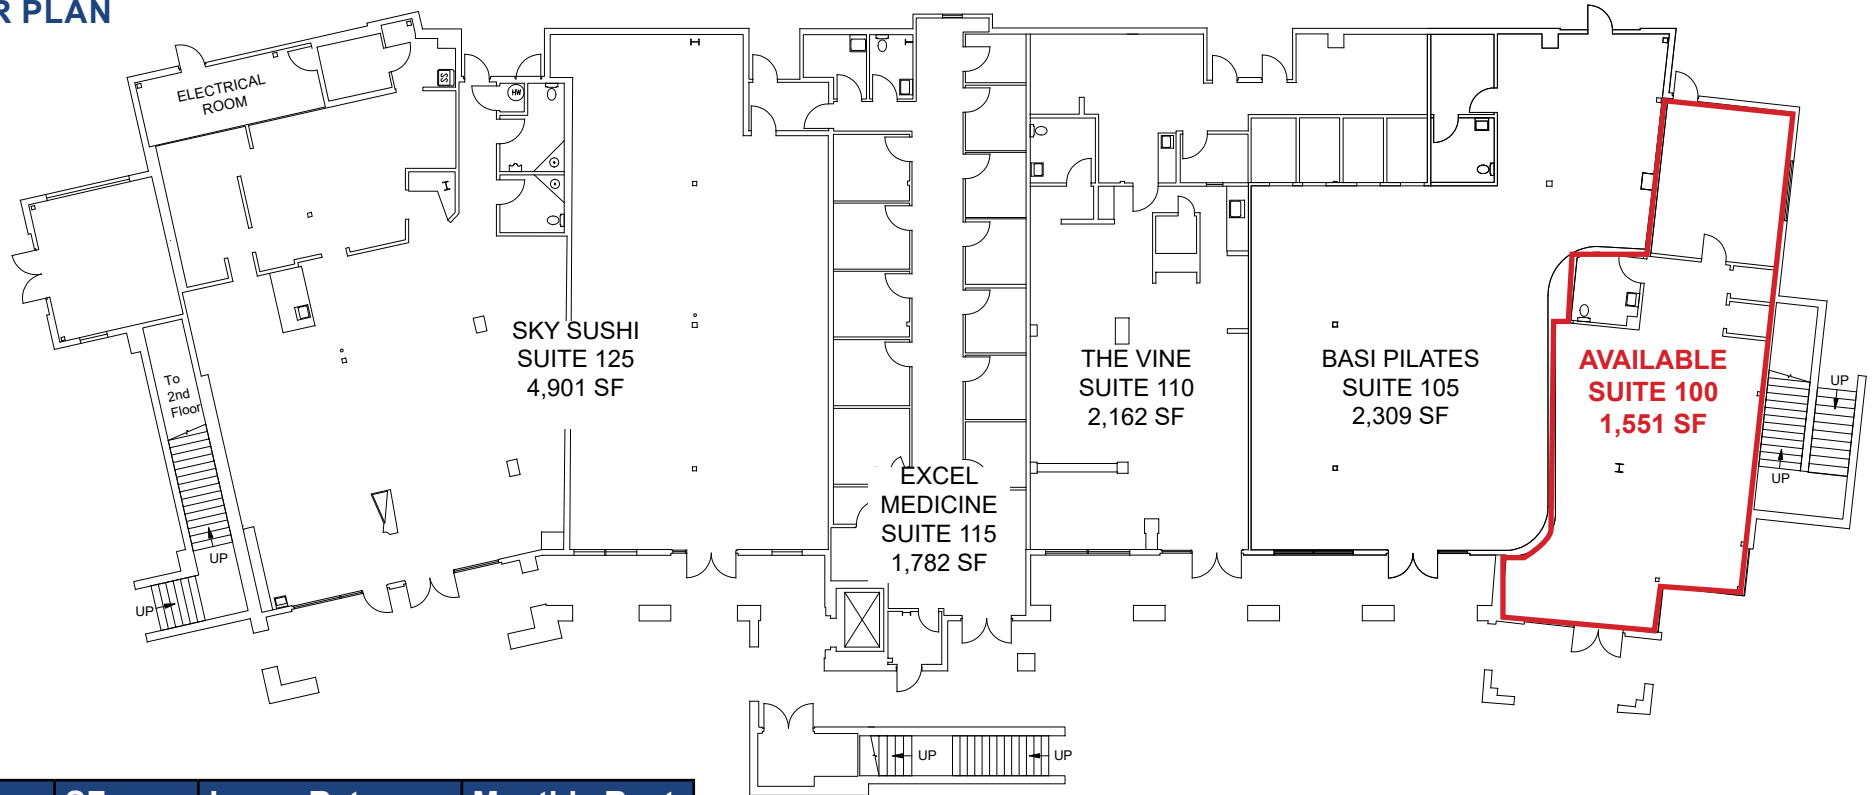 R PLAN
ELECTRICAL
ROOM
SS
HW
SKY SUSHI
SUITE 125
4,901 SF
EXCEL
MEDICINE
SUITE 115
1,782 SF
THE VINE
SUITE 110
2,162 SF
BASI PILATES
SUITE 105
2,309 SF
AVAILABLE
SUITE 100
1,551 SF
To
2nd
Floor
UP
UP
UP
UP
UP
UP